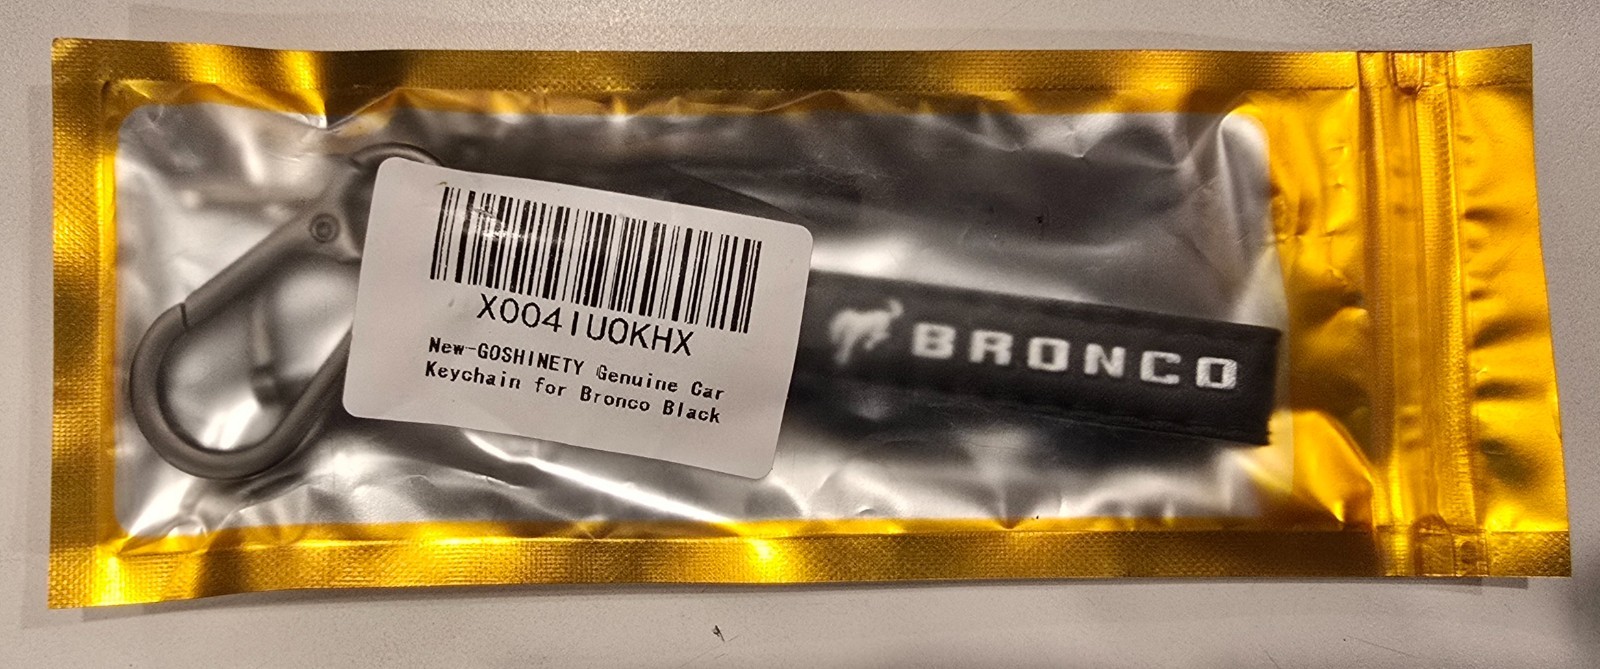 X004IU0KHX
New-GOSHINETY Genuine Car
Keychain for Bronco Black
BRONCO